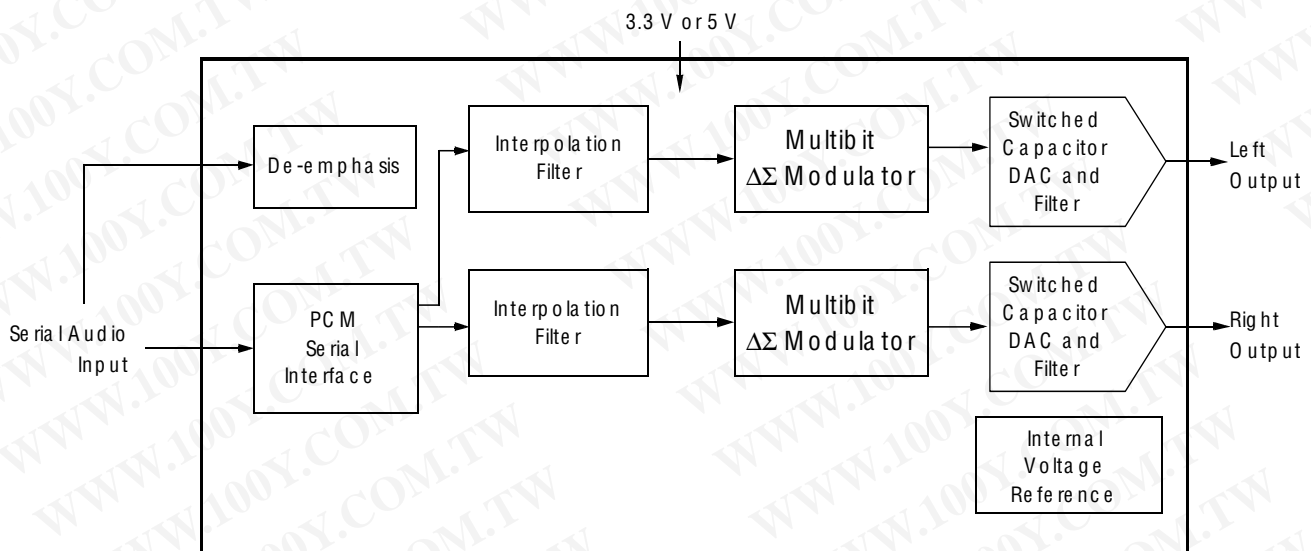 3.3 V or 5 V
De-emphasis
Interpolation
Filter
Multibit
ΔΣ Modulator
Switched
Capacitor
DAC and
Filter
Left
Output
Serial Audio
Input
PCM
Serial
Interface
Interpolation
Filter
Multibit
ΔΣ Modulator
Switched
Capacitor
DAC and
Filter
Right
Output
Internal
Voltage
Reference
WWW.100Y.COM.TW